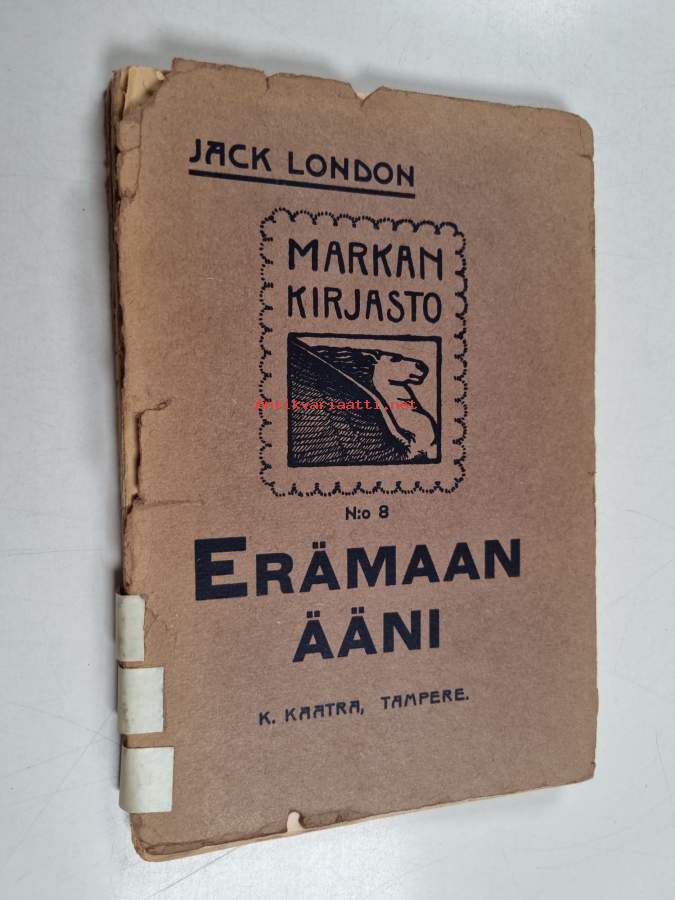 JACK LONDON
MARKAN
KIRJASTO
Antikvariaatti.net
N:o 8
ERÄMAAN
ÄÄNI
K. KAATRA, TAMPERE.